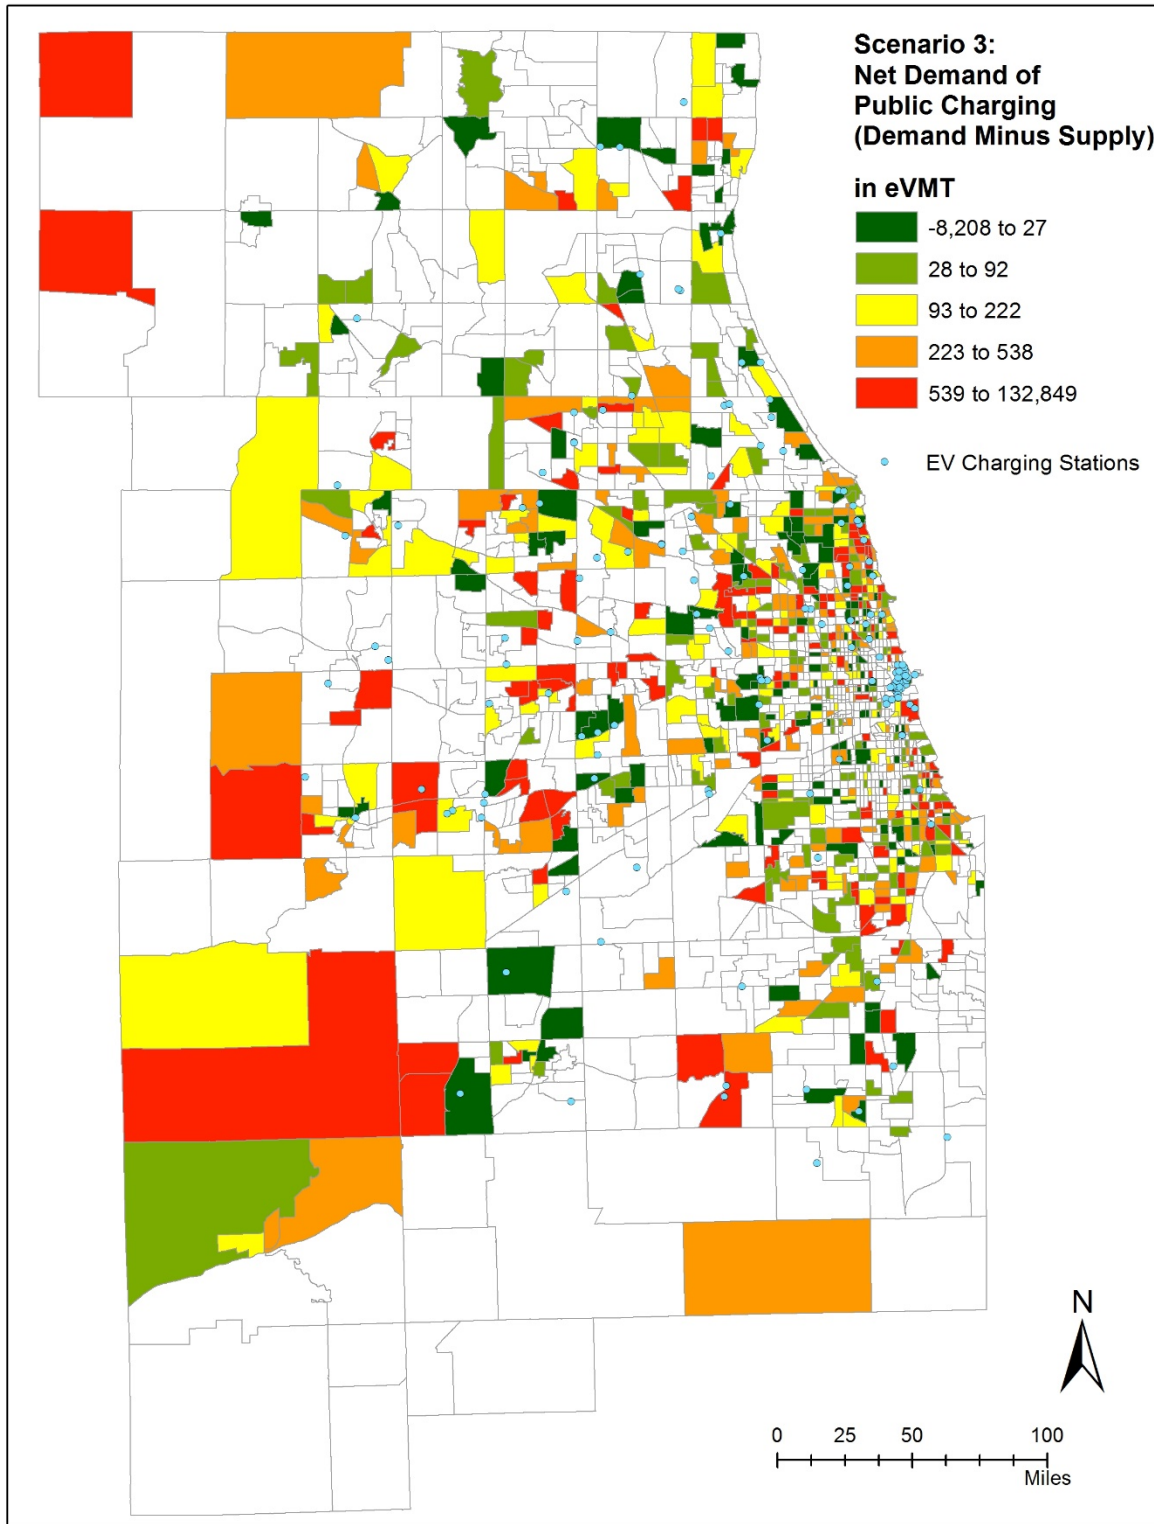 Scenario 3:
Net Demand of
Public Charging
(Demand Minus Supply)
in eVMT
-8,208 to 27
28 to 92
93 to 222
223 to 538
539 to 132,849
EV Charging Stations
N
0 25 50 100
Miles